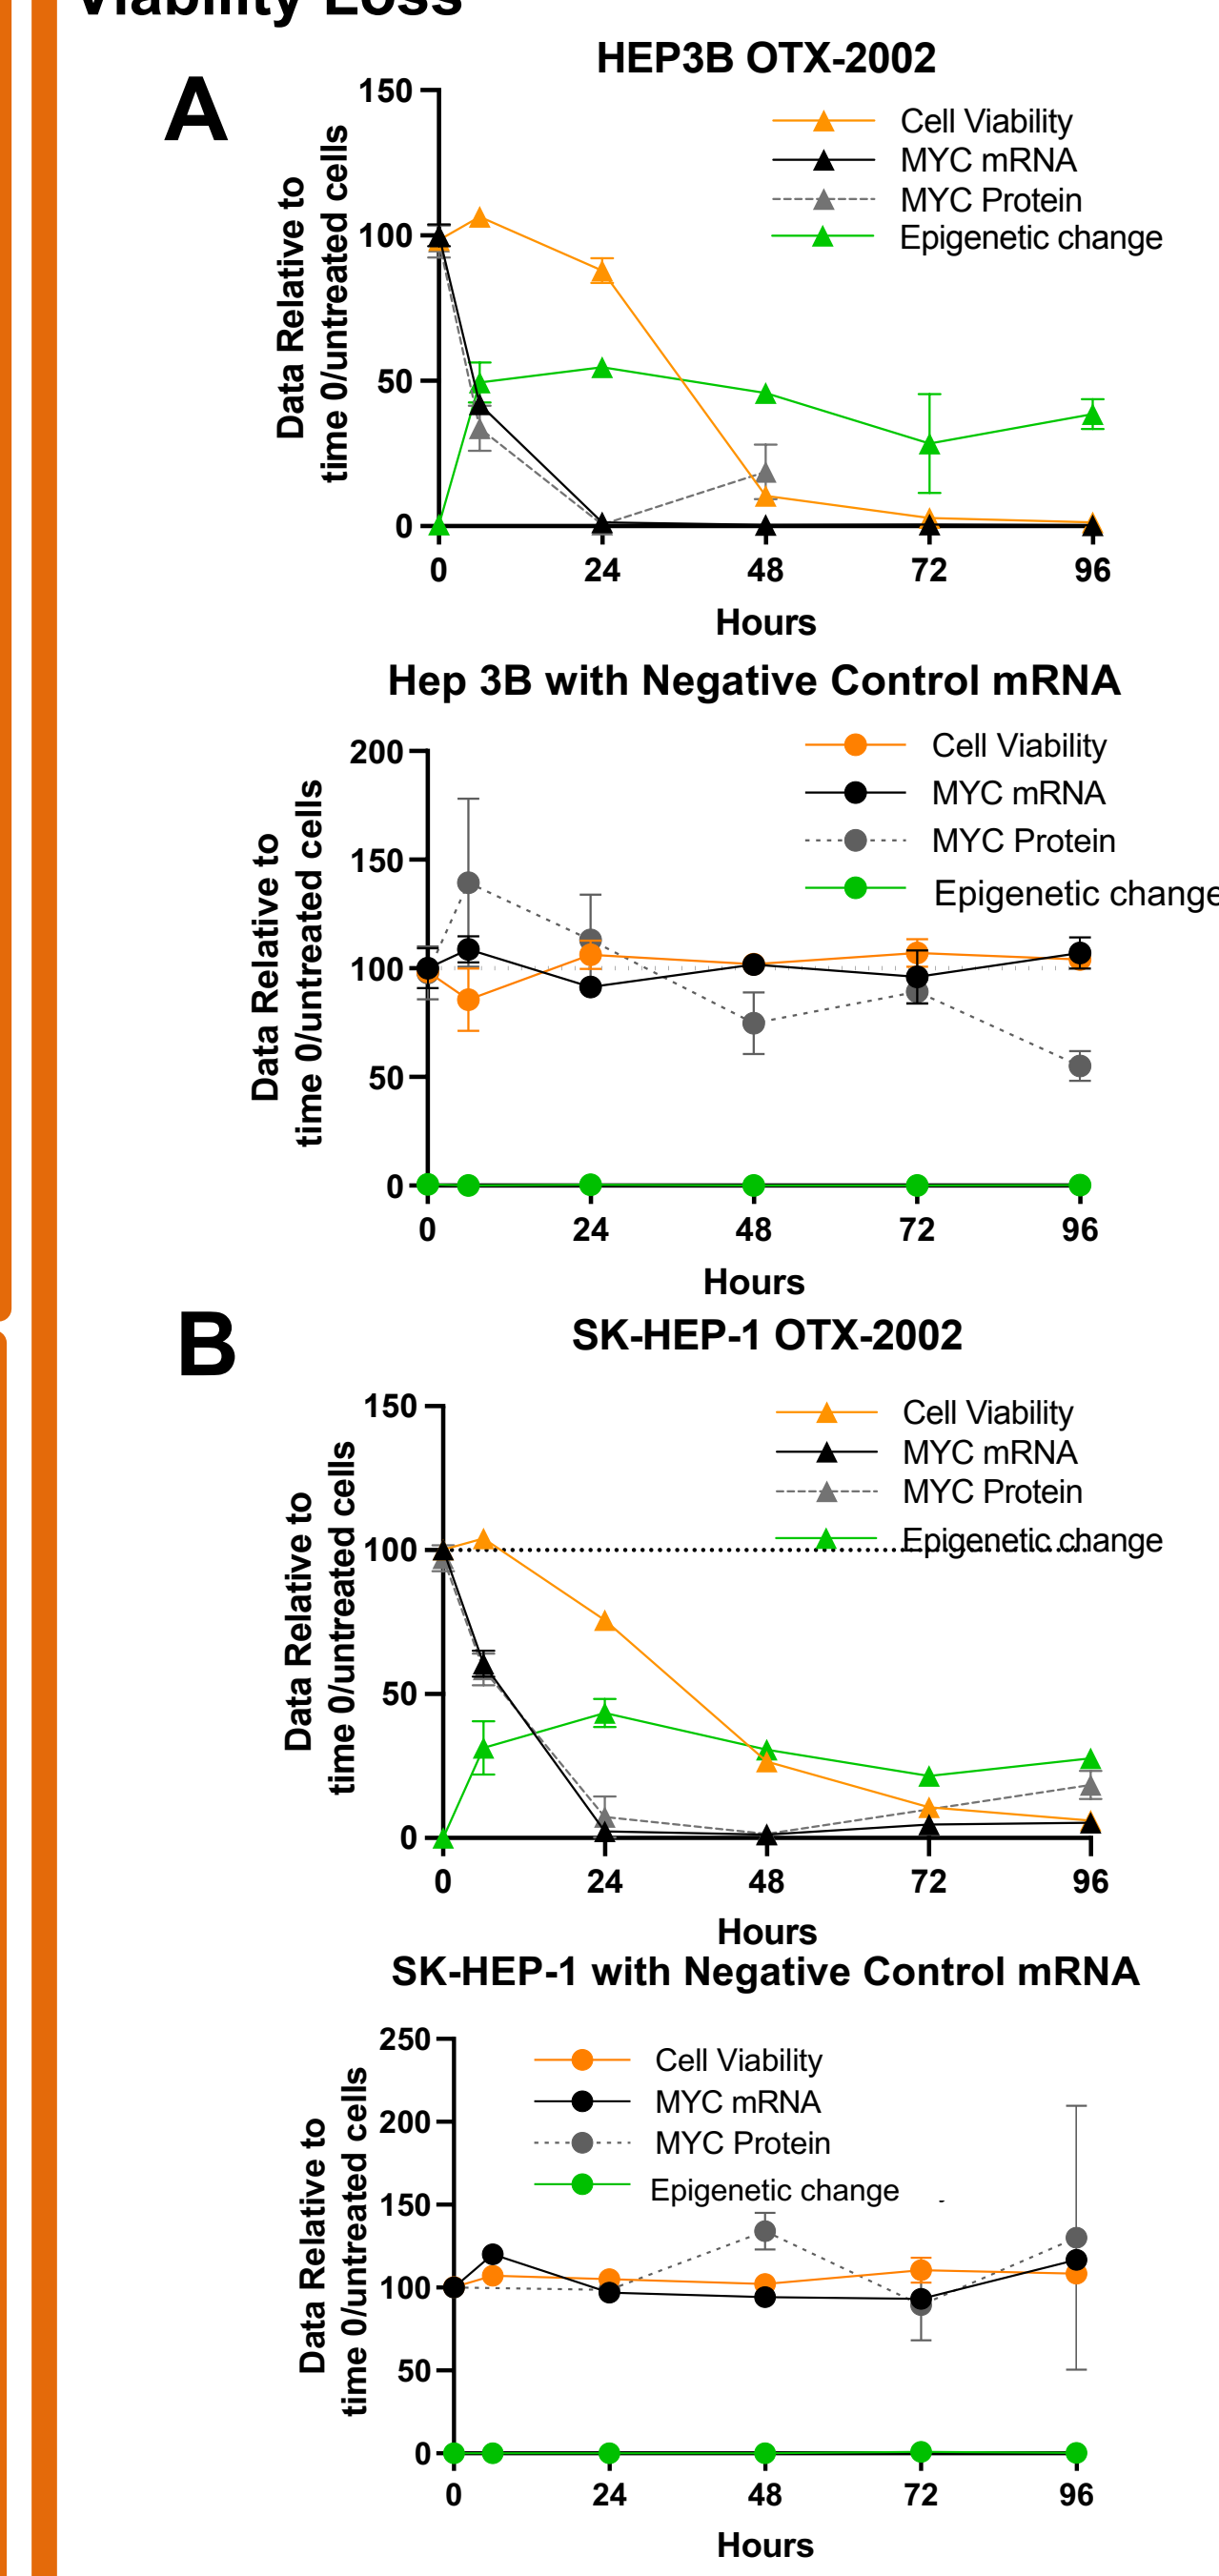 Viability Loss
A
HEP3B OTX-2002
Data Relative to
time 0/untreated cells
150
100
50
0
Cell Viability
MYC mRNA
MYC Protein
Epigenetic change
0 24 48 72 96
Hours
Hep 3B with Negative Control mRNA
Data Relative to
time 0/untreated cells
200
150
100
50
0
Cell Viability
MYC mRNA
MYC Protein
Epigenetic change
0 24 48 72 96
Hours
B
SK-HEP-1 OTX-2002
Data Relative to
time 0/untreated cells
150
100
50
0
Cell Viability
MYC mRNA
MYC Protein
Epigenetic change
0 24 48 72 96
Hours
SK-HEP-1 with Negative Control mRNA
Data Relative to
time 0/untreated cells
250
200
150
100
50
0
Cell Viability
MYC mRNA
MYC Protein
Epigenetic change
0 24 48 72 96
Hours